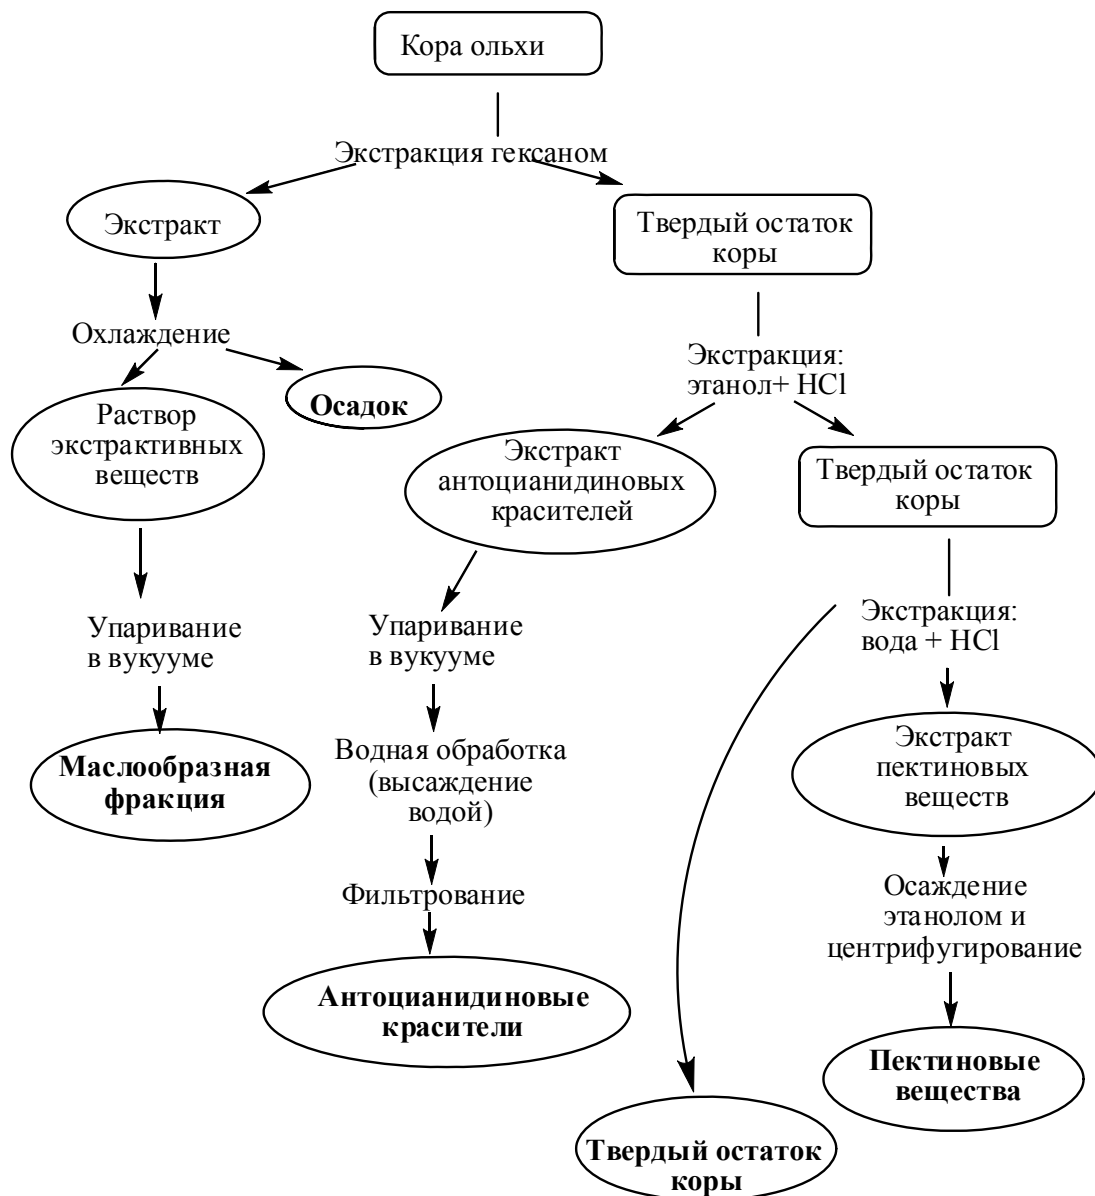 Кора ольхи
Экстракция гексаном
Экстракт
Твердый остаток
коры
Охлаждение
Экстракция:
этанол+ HCl
Осадок
Раствор
экстрактивных
веществ
Экстракт
антоцианидиновых
красителей
Твердый остаток
коры
Упаривание
в вукууме
Упаривание
в вукууме
Экстракция:
вода + HCl
Маслообразная
фракция
Водная обработка
(высаждение
водой)
Экстракт
пектиновых
веществ
Фильтрование
Осаждение
этанолом и
центрифугирование
Антоцианидиновые
красители
Пектиновые
вещества
Твердый остаток
коры